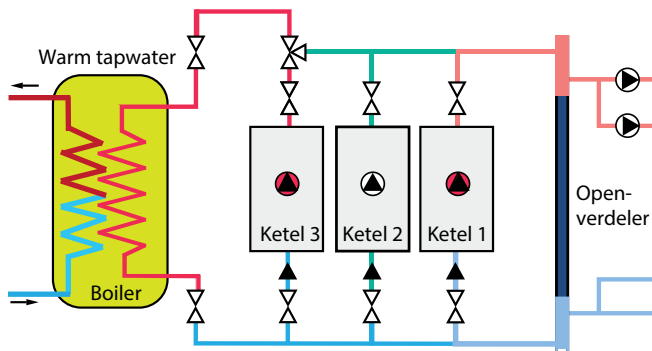 Warm tapwater
Boiler
Ketel 3
Ketel 2
Ketel 1
Open-
verdeler